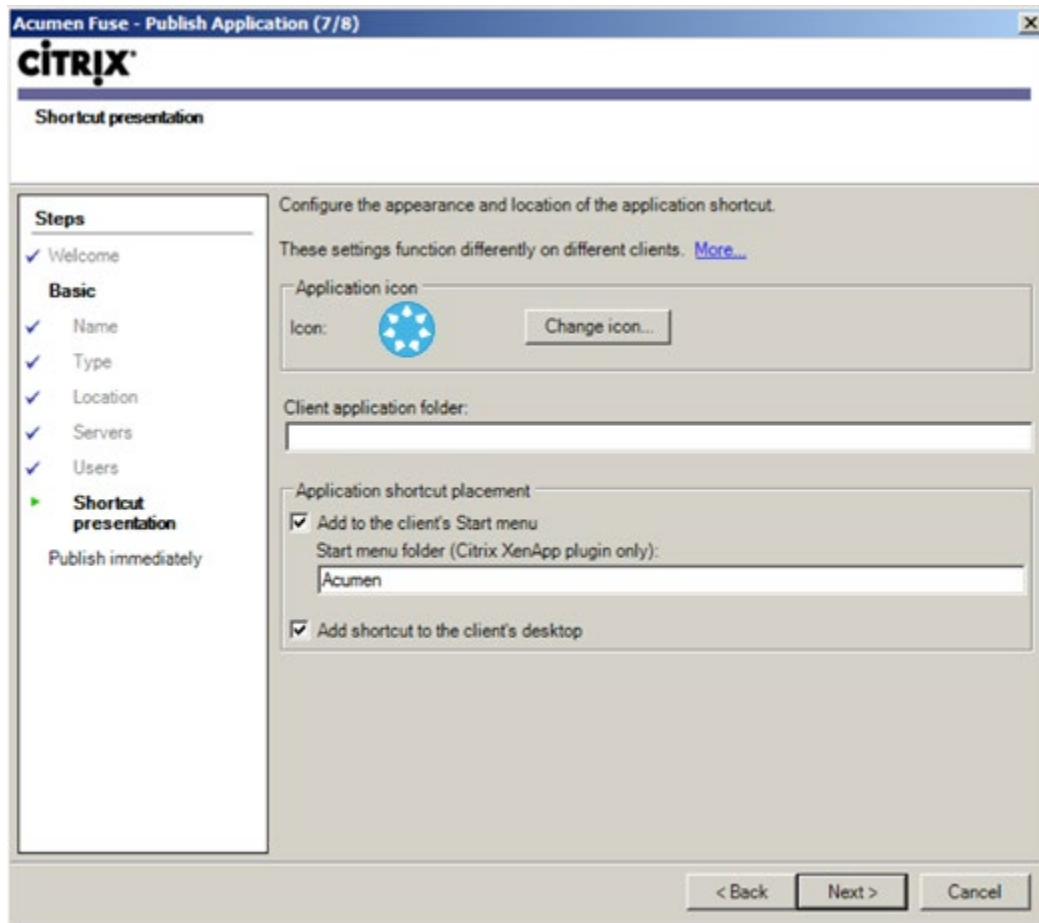 Acumen Fuse - Publish Application (7/8)
CİTRIX
Shortcut presentation
Steps
Welcome
Basic
Name
Type
Location
Servers
Users
Shortcut
presentation
Publish immediately
Configure the appearance and location of the application shortcut.
These settings function differently on different clients. More...
Application icon
Icon:
Change icon...
Client application folder:
Application shortcut placement
Add to the client's Start menu
Start menu folder (Citrix XenApp plugin only):
Acumen
Add shortcut to the client's desktop
< Back
Next >
Cancel